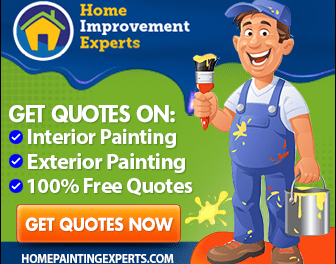 Home
Improvement
Experts
GET QUOTES ON:
Interior Painting
Exterior Painting
100% Free Quotes
GET QUOTES NOW
HOMEPAINTINGEXPERTS.COM